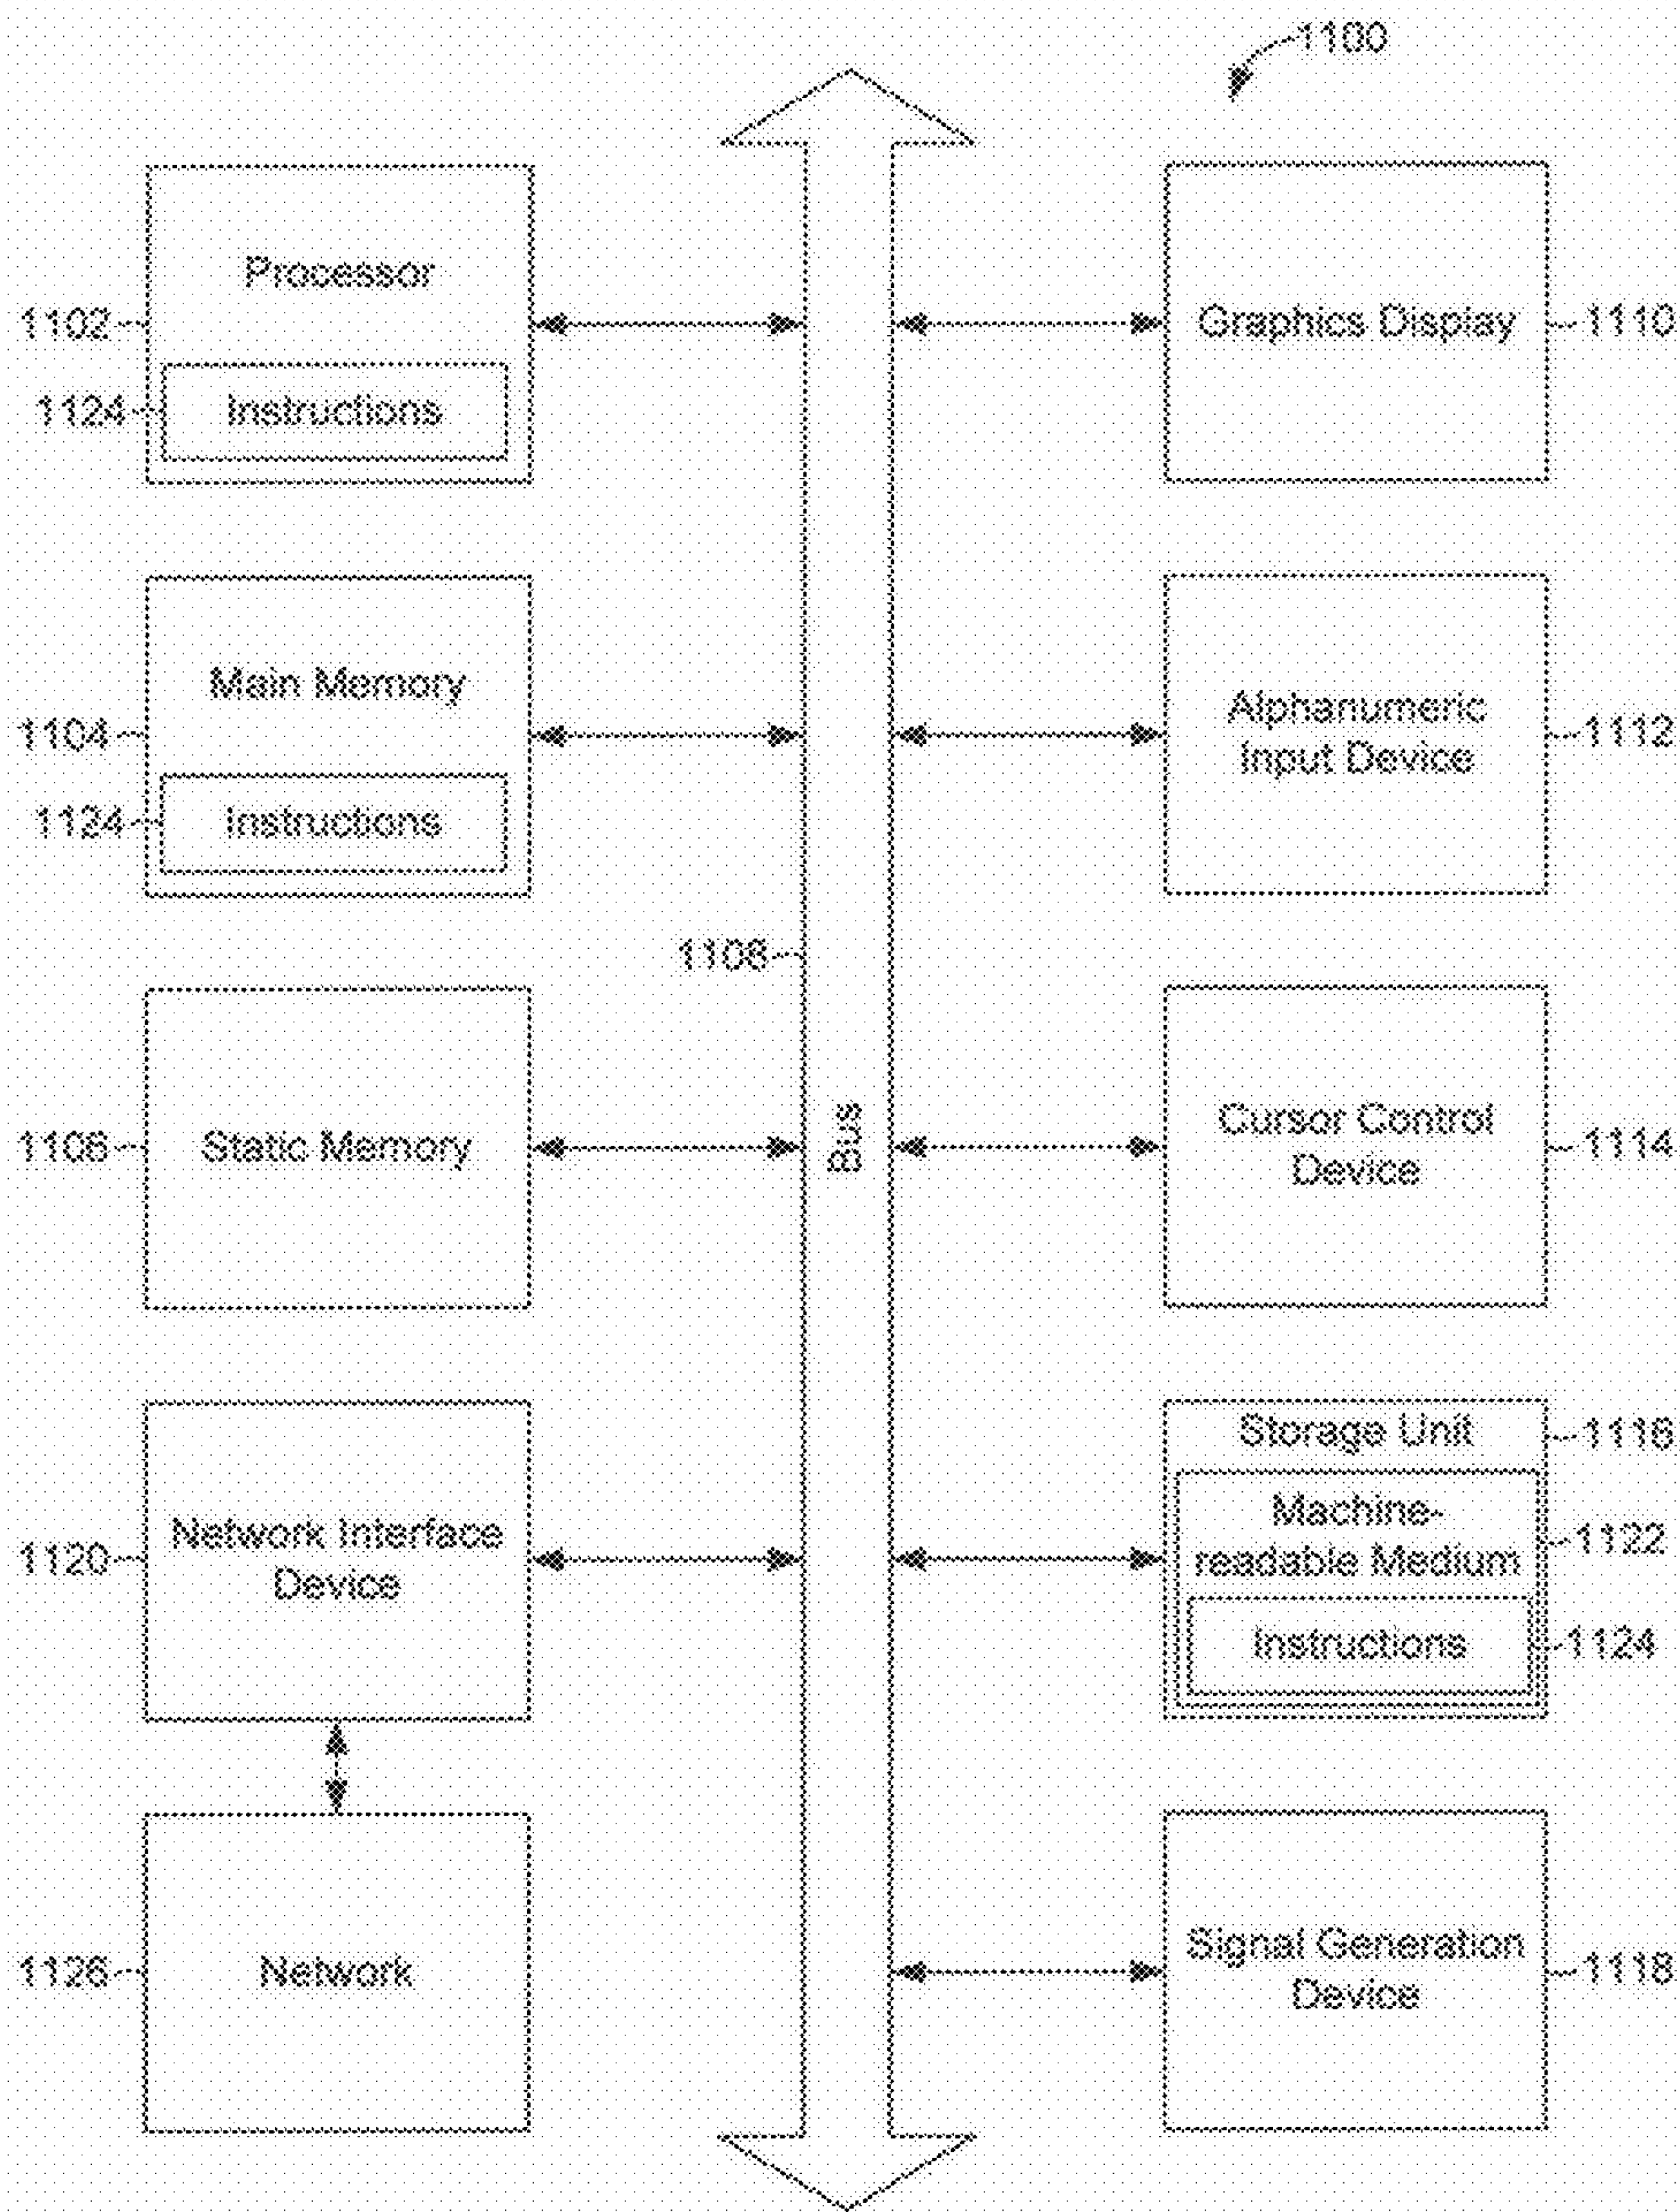 1100
Processor
1102
1124
Instructions
Graphics Display
1110
Main Memory
1104
1124
Instructions
Alphanumeric
Input Device
1112
1108
Bus
1106
Static Memory
Cursor Control
Device
1114
1120
Network Interface
Device
Storage Unit
1116
Machine-
readable Medium
1122
Instructions
1124
1126
Network
Signal Generation
Device
1118